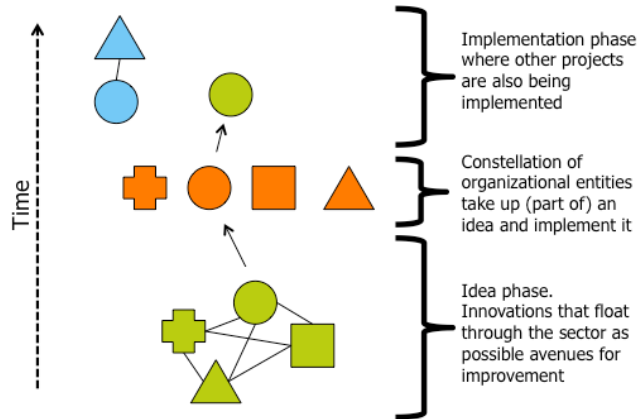 Implementation phase
where other projects
are also being
implemented
Time
Constellation of
organizational entities
take up (part of) an
idea and implement it
Idea phase.
Innovations that float
through the sector as
possible avenues for
improvement